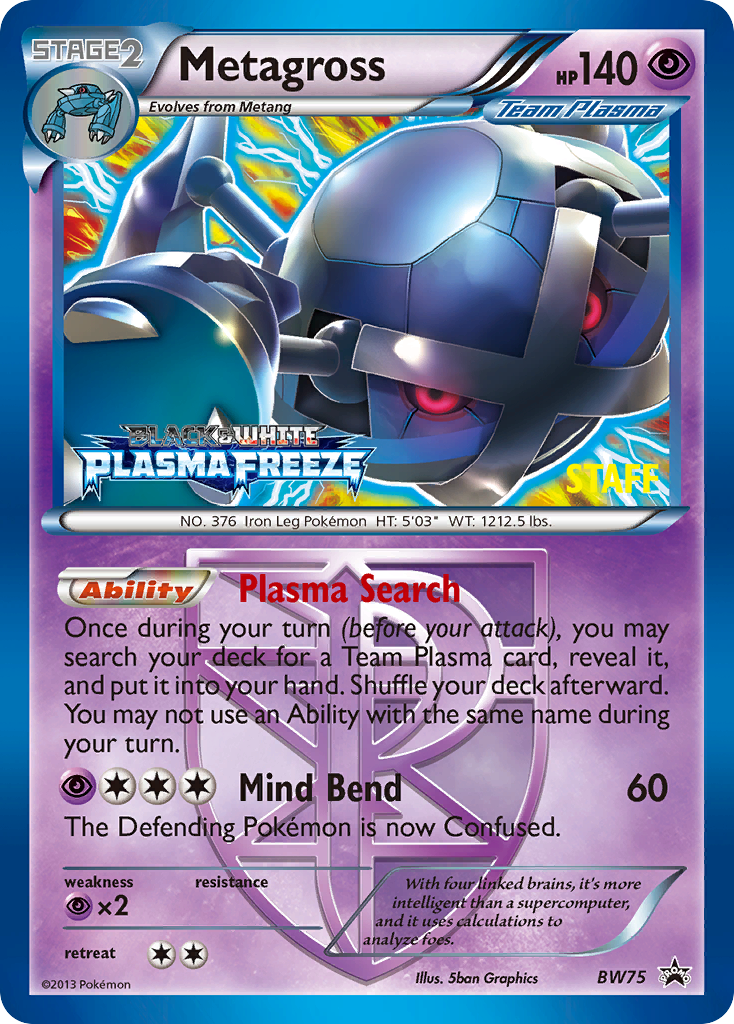 STAGE2
Metagross
HP140
Evolves from Metang
Team Plasma
BLACK & WHITE
PLASMA FREEZE
STAFF
NO. 376 Iron Leg Pokémon HT: 5'03" WT: 1212.5 lbs.
Ability Plasma Search
Once during your turn (before your attack), you may
search your deck for a Team Plasma card, reveal it,
and put it into your hand. Shuffle your deck afterward.
You may not use an Ability with the same name during
your turn.
Mind Bend 60
The Defending Pokémon is now Confused.
weakness resistance
×2
With four linked brains, it's more
intelligent than a supercomputer,
and it uses calculations to
analyze foes.
retreat
©2013 Pokémon
Illus. 5ban Graphics
BW75
PROMO